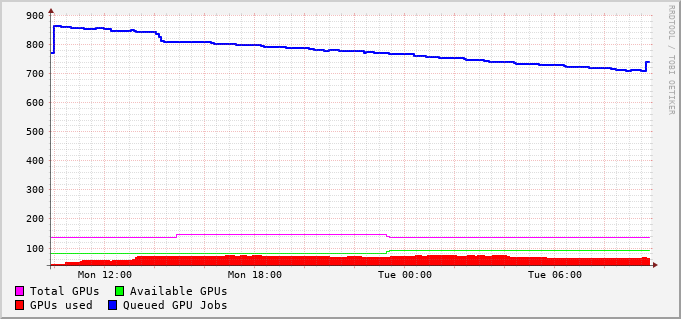 900
800
700
600
500
400
300
200
100
Mon 12:00 Mon 18:00 Tue 00:00 Tue 06:00
Total GPUs Available GPUs
GPUs used Queued GPU Jobs
RRDTOOL / TOBI OETIKER